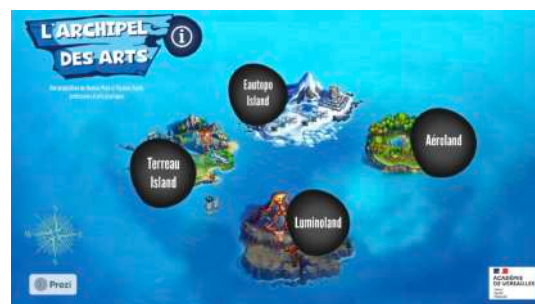 L'ARCHIPEL
DES ARTS
i
Eautopo
Island
Aéroland
Terreau
Island
Luminoland
Prezi
ACADÉMIE
DE VERSAILLES